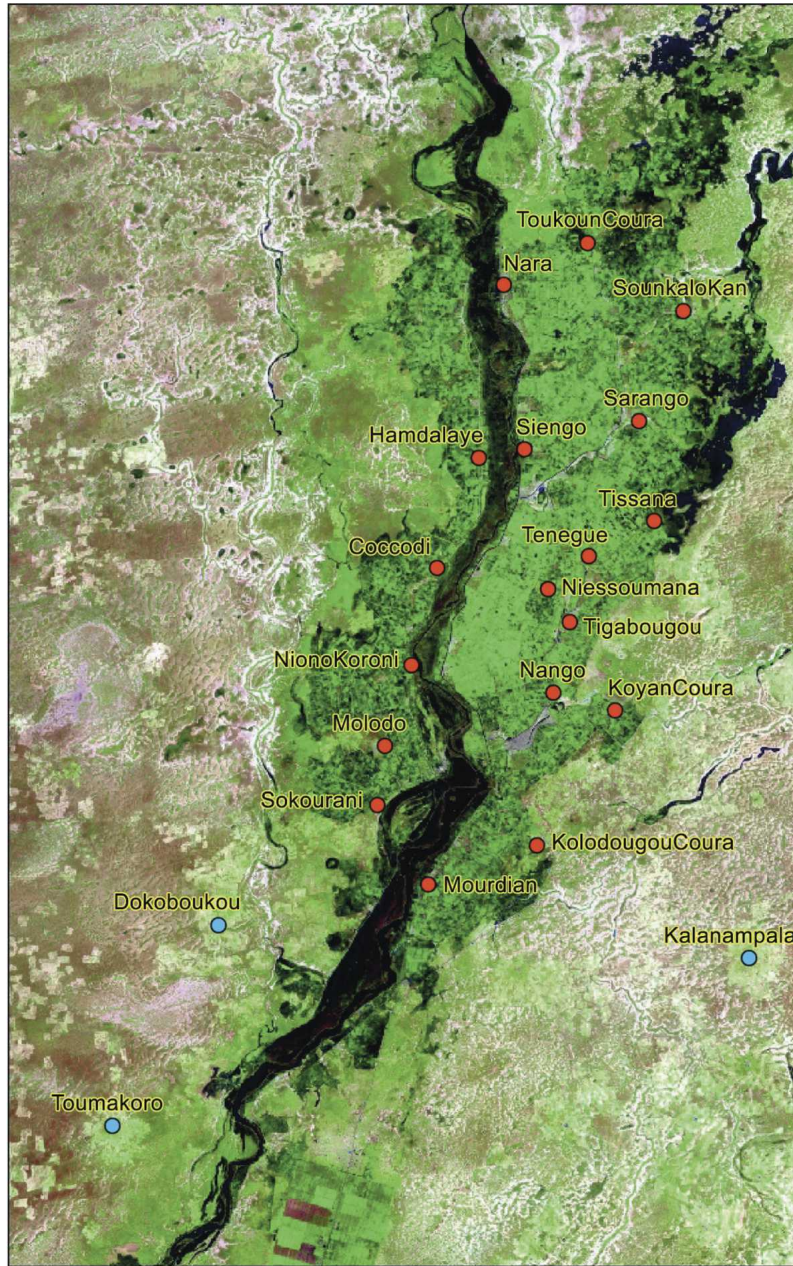 ToukounCoura
Nara
SounkaloKan
Sarango
Siengo
Hamdalaye
Tissana
Tenegue
Coccodi
Niessoumana
Tigabougou
NionoKoroni
Nango
KoyanCoura
Molodo
Sokourani
KolodougouCoura
Mourdian
Dokoboukou
Kalanampala
Toumakoro